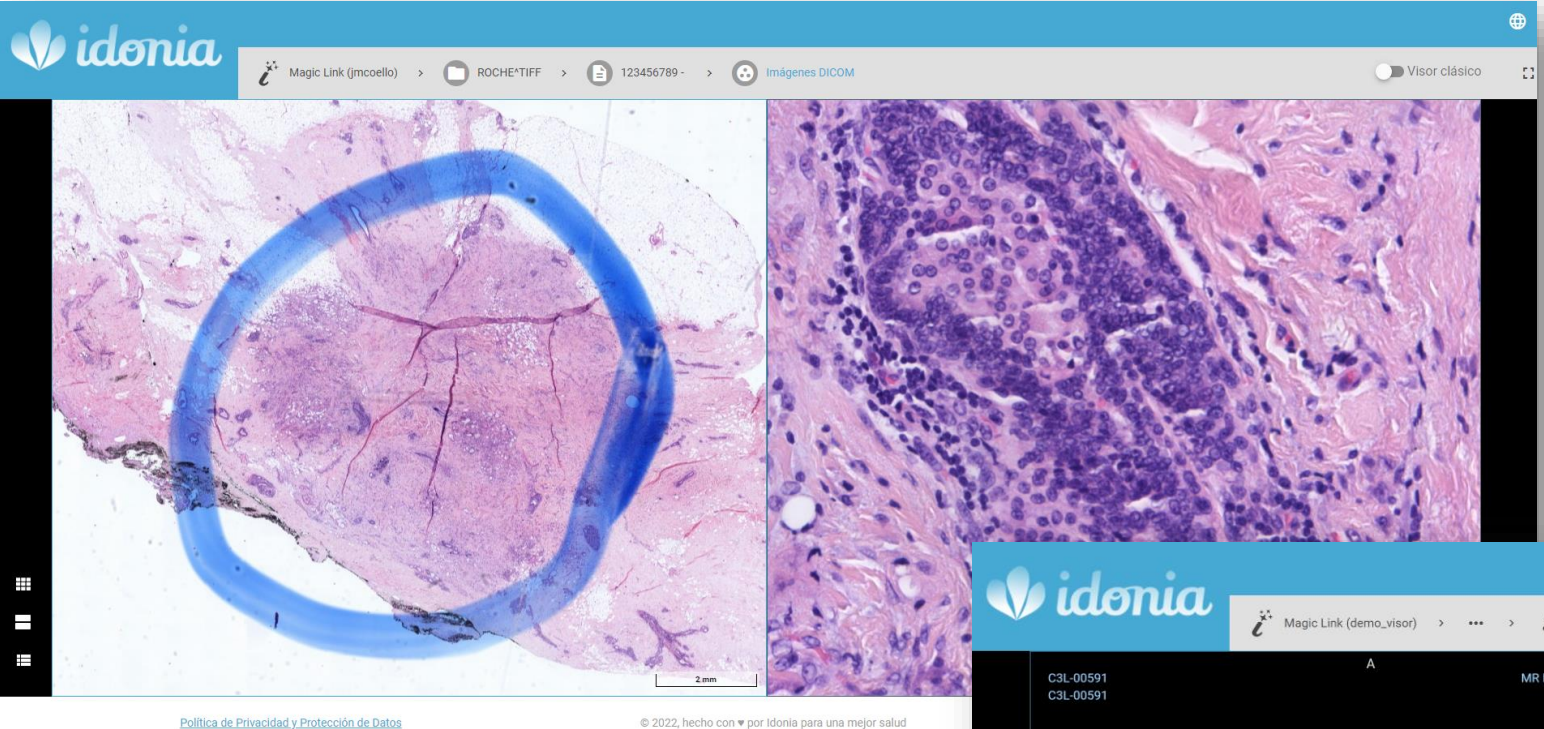 idonia
Magic Link (jmcoello) > ROCHE^TIFF > 123456789 - > Imágenes DICOM
Visor clásico
2 mm
Política de Privacidad y Protección de Datos
© 2022, hecho con ♥ por Idonia para una mejor salud
idonia
Magic Link (demo_visor) > ••• >
A
C3L-00591
MR
C3L-00591